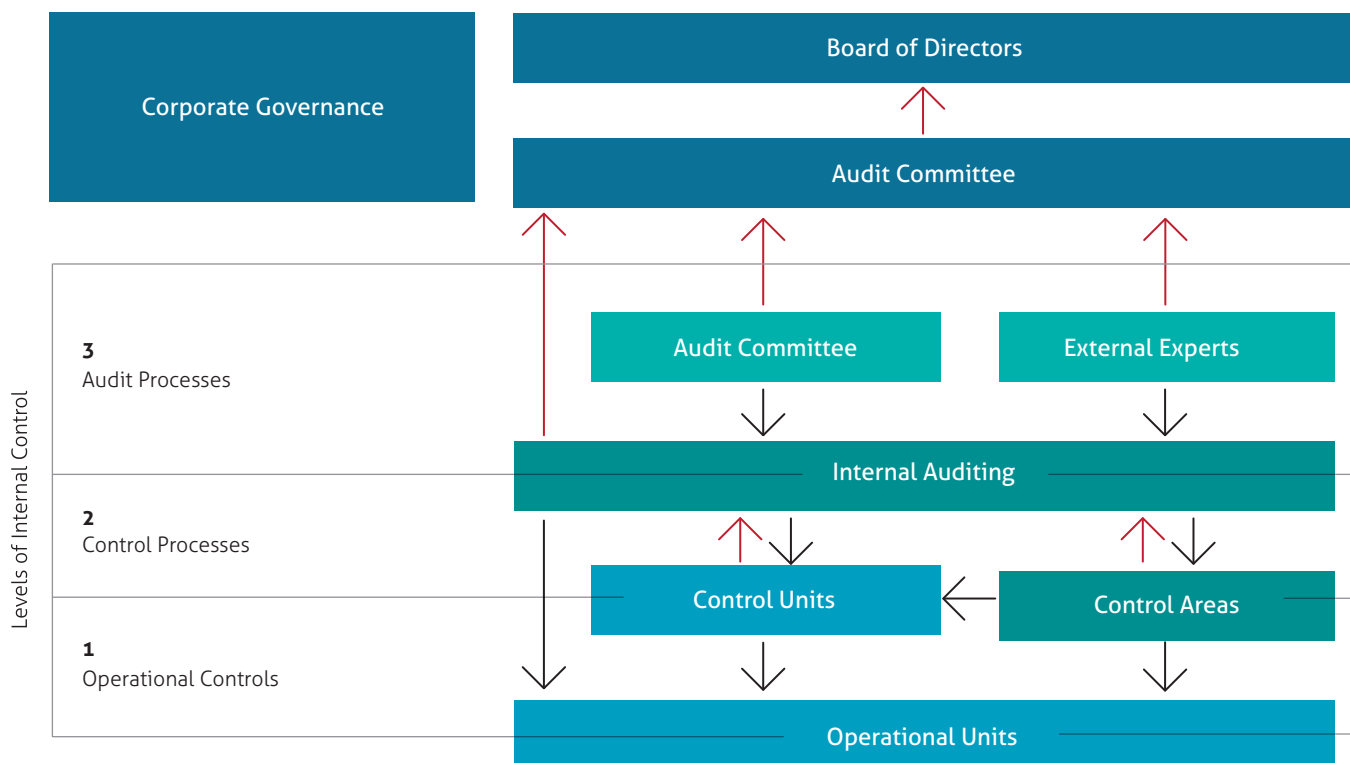 Corporate Governance
Board of Directors
Audit Committee
Levels of Internal Control
3
Audit Processes
Audit Committee
External Experts
Internal Auditing
2
Control Processes
Control Units
Control Areas
1
Operational Controls
Operational Units